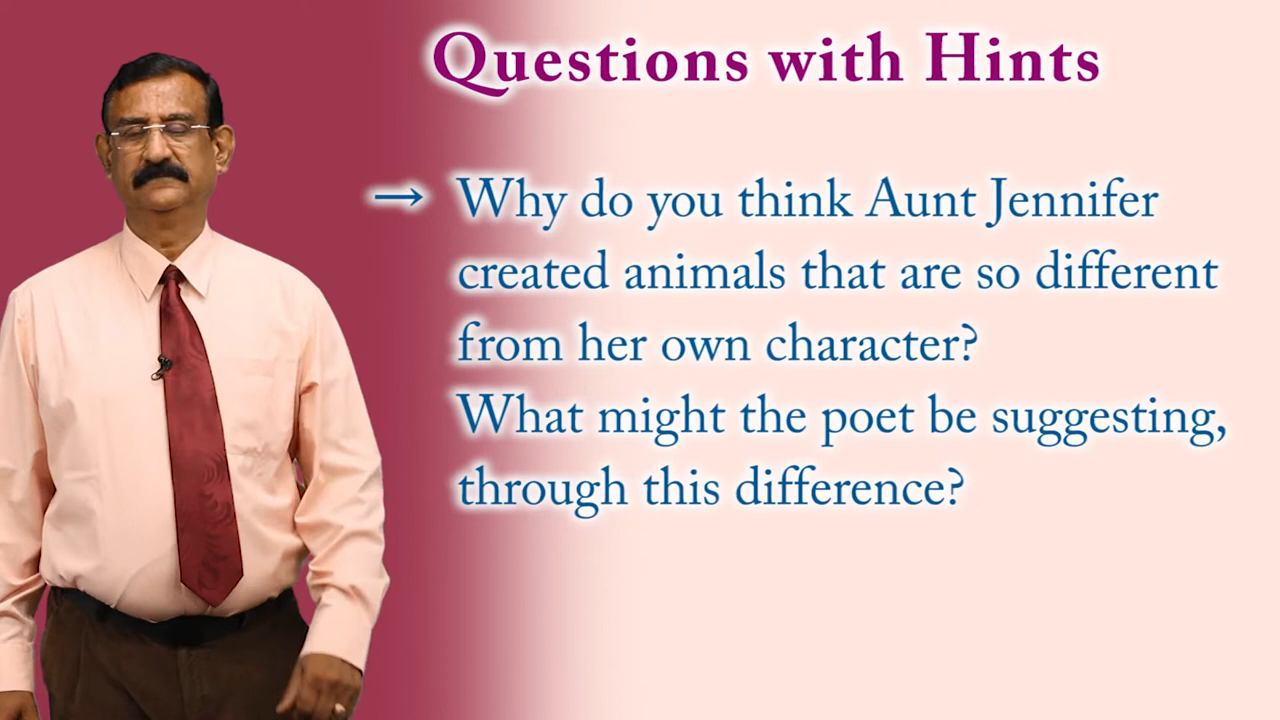 Questions with Hints
→ Why do you think Aunt Jennifer
created animals that are so different
from her own character?
What might the poet be suggesting,
through this difference?